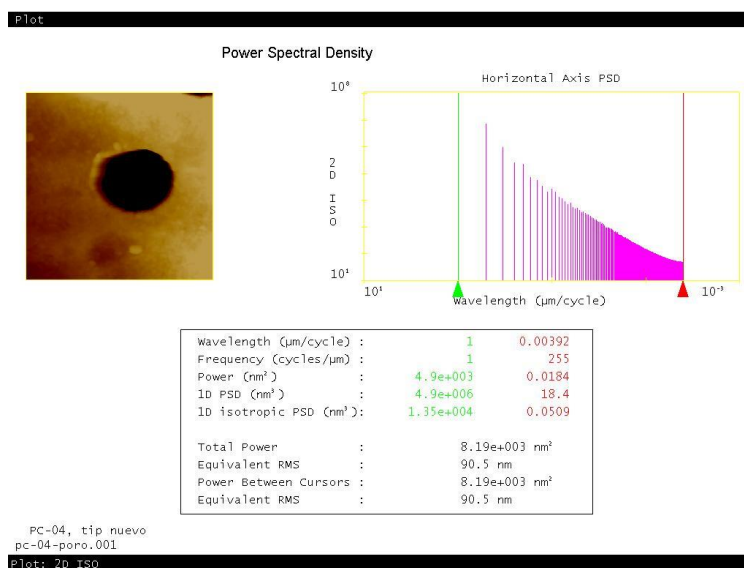 Plot
Power Spectral Density
Horizontal Axis PSD
10⁸
2D ISO
10¹
10¹
10⁻³
Wavelength (µm/cycle)
Wavelength (µm/cycle) : 1 0.00392
Frequency (cycles/µm) : 1 255
Power (nm²) : 4.9e+003 0.0184
1D PSD (nm³) : 4.9e+006 18.4
1D isotropic PSD (nm³): 1.35e+004 0.0509
Total Power : 8.19e+003 nm²
Equivalent RMS : 90.5 nm
Power Between Cursors : 8.19e+003 nm²
Equivalent RMS : 90.5 nm
PC-04, tip nuevo
pc-04-poro.001
Plot: 2D ISO